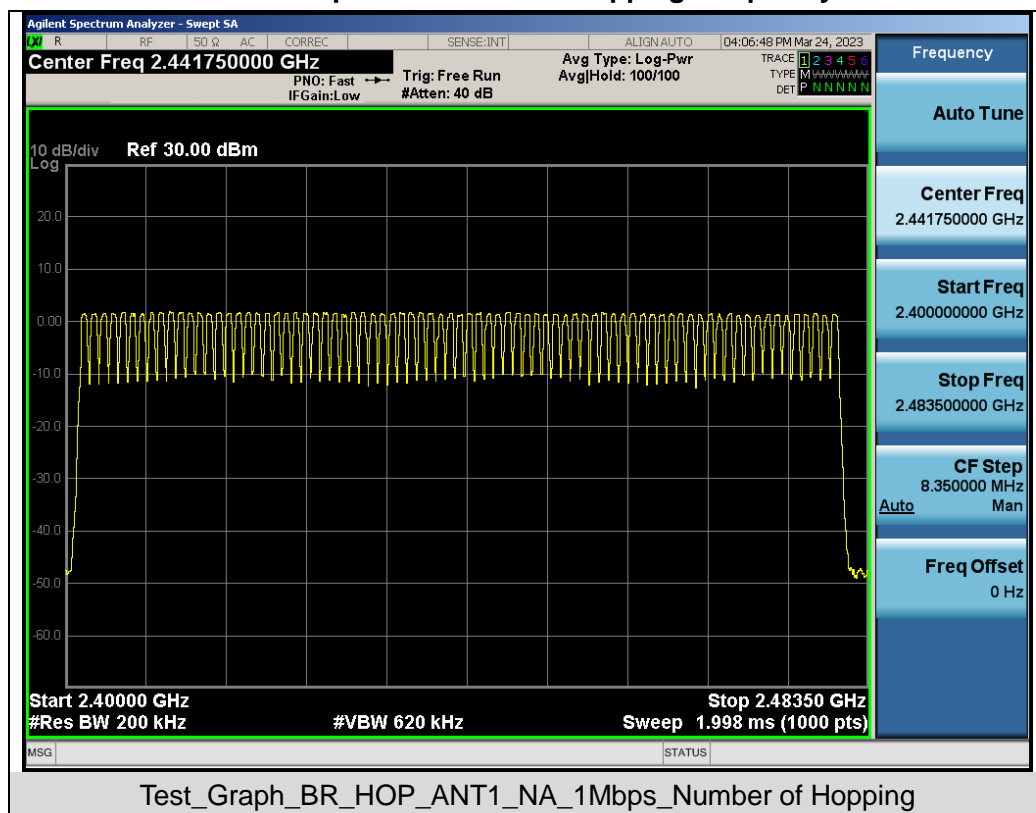 Agilent Spectrum Analyzer - Swept SA
LXI R RF 50 Ω AC CORREC SENSE:INT ALIGN AUTO 04:06:48 PM Mar 24, 2023
Center Freq 2.441750000 GHz
PNO: Fast
IFGain:Low
Trig: Free Run
#Atten: 40 dB
Avg Type: Log-Pwr
Avg|Hold: 100/100
TRACE 1 2 3 4 5 6
TYPE M
DET P N N N N N
10 dB/div Ref 30.00 dBm
Log
20.0
10.0
0.00
-10.0
-20.0
-30.0
-40.0
-50.0
-60.0
Start 2.40000 GHz Stop 2.48350 GHz
#Res BW 200 kHz #VBW 620 kHz Sweep 1.998 ms (1000 pts)
MSG STATUS
Frequency
Auto Tune
Center Freq
2.441750000 GHz
Start Freq
2.400000000 GHz
Stop Freq
2.483500000 GHz
CF Step
8.350000 MHz
Auto Man
Freq Offset
0 Hz
Test_Graph_BR_HOP_ANT1_NA_1Mbps_Number of Hopping